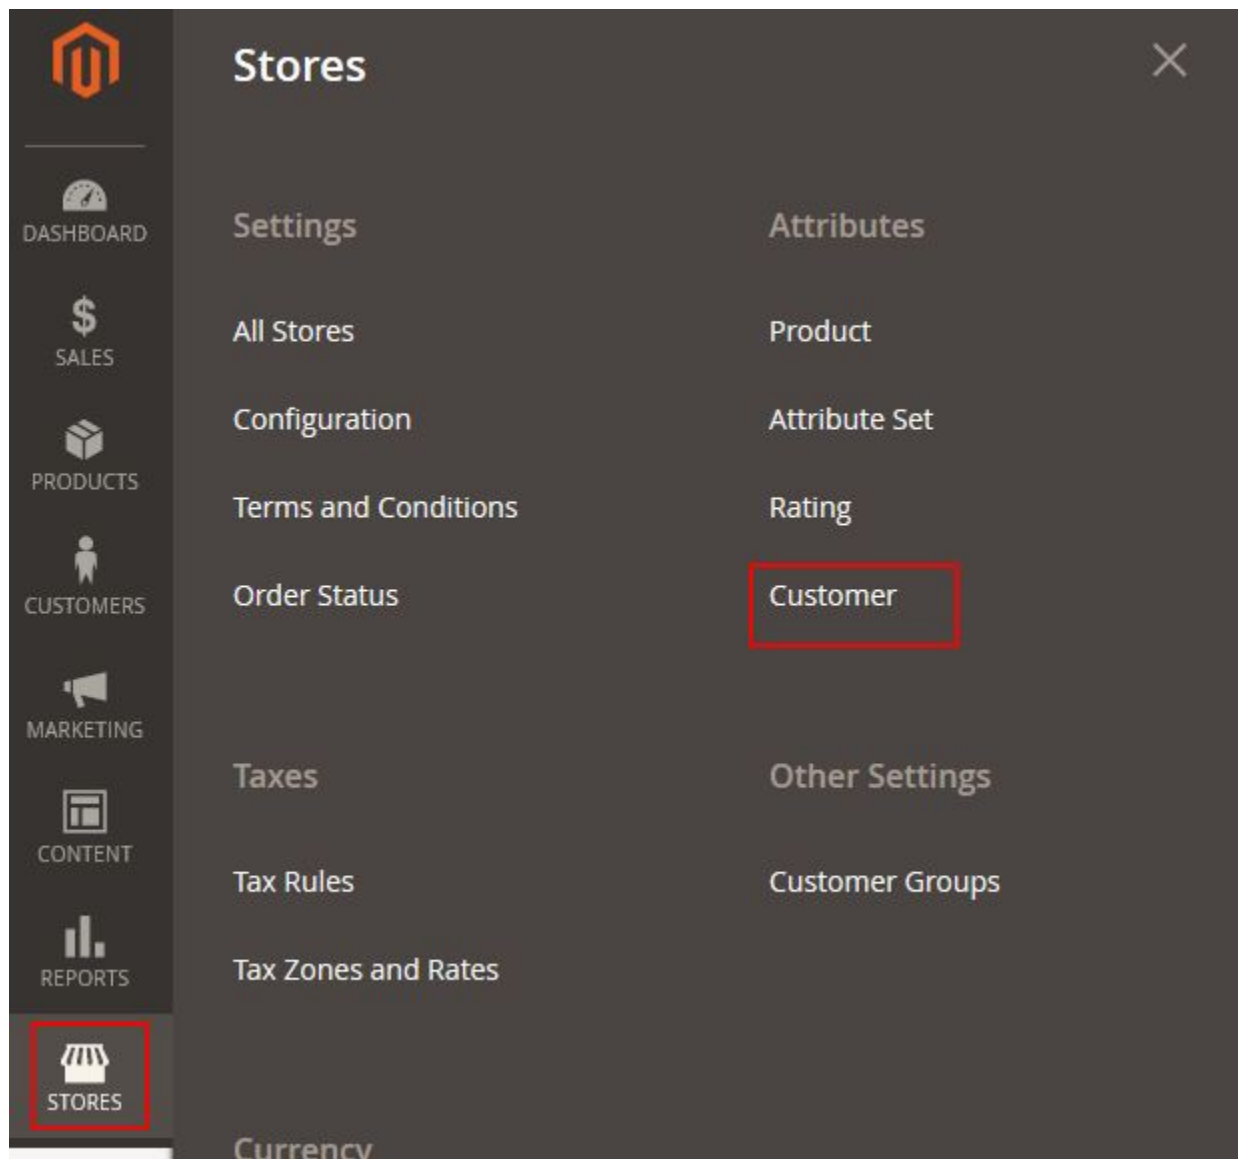 Stores
DASHBOARD
SALES
PRODUCTS
CUSTOMERS
MARKETING
CONTENT
REPORTS
STORES
Settings
All Stores
Configuration
Terms and Conditions
Order Status
Attributes
Product
Attribute Set
Rating
Customer
Taxes
Tax Rules
Tax Zones and Rates
Other Settings
Customer Groups
Currency